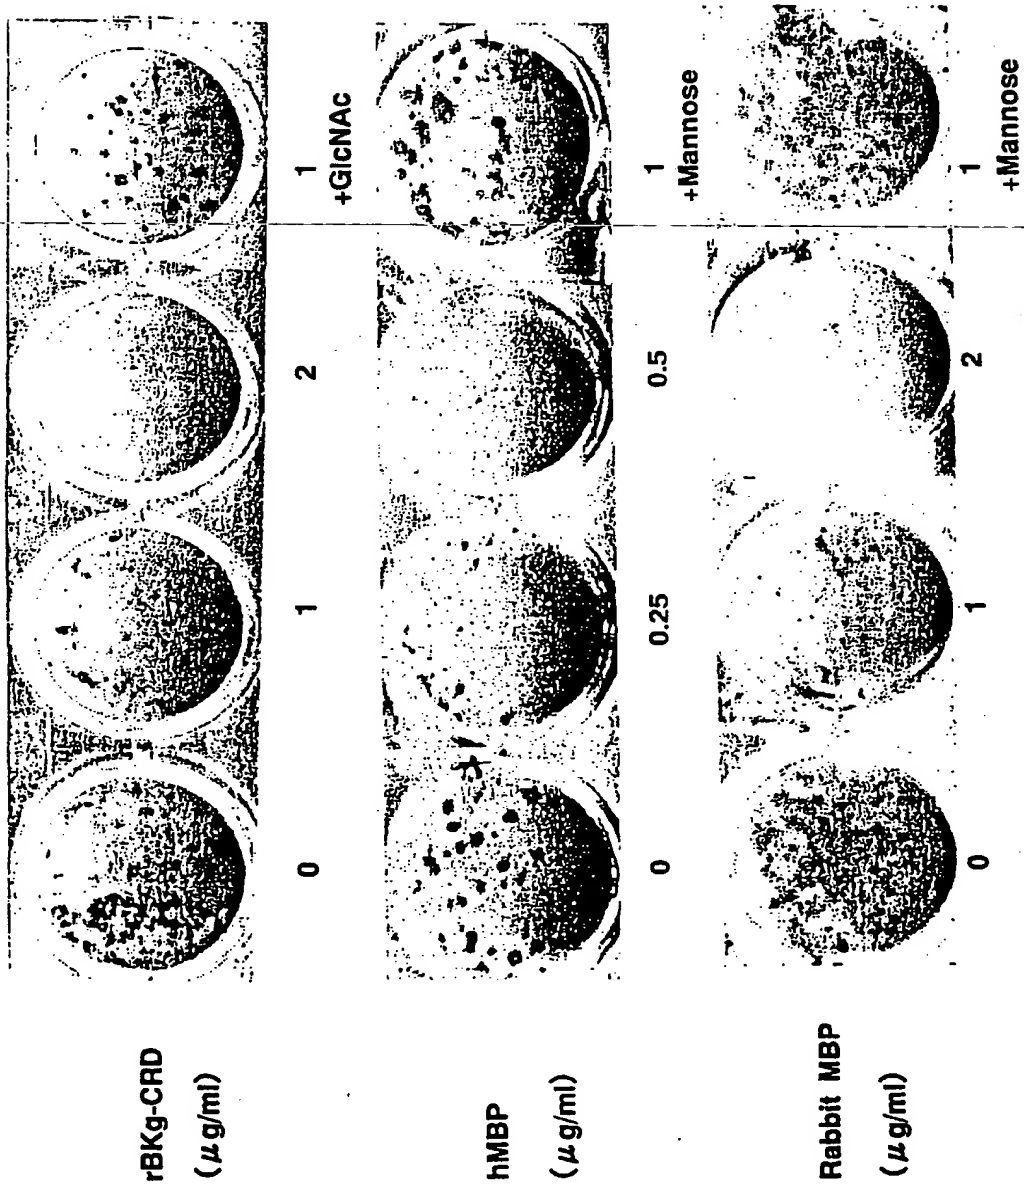 rBKg-CRD
(μg/ml)
0
1
2
1
+GlcNAc
hMBP
(μg/ml)
0
0.25
0.5
1
+Mannose
Rabbit MBP
(μg/ml)
0
1
2
1
+Mannose